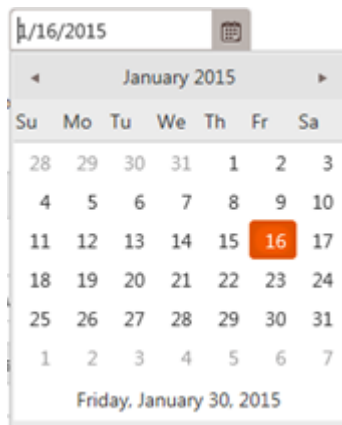 1/16/2015
January 2015
Su Mo Tu We Th Fr Sa
28 29 30 31 1 2 3
4 5 6 7 8 9 10
11 12 13 14 15 16 17
18 19 20 21 22 23 24
25 26 27 28 29 30 31
1 2 3 4 5 6 7
Friday, January 30, 2015